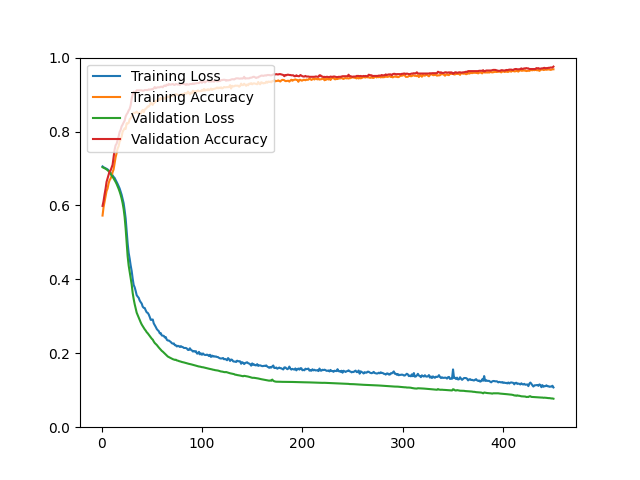 1.0
0.8
0.6
0.4
0.2
0.0
0 100 200 300 400
Training Loss
Training Accuracy
Validation Loss
Validation Accuracy